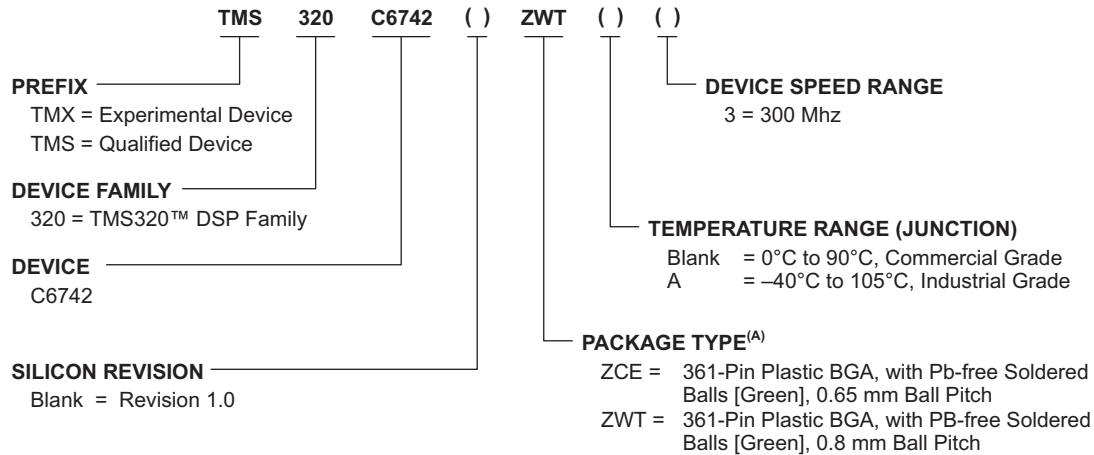 TMS 320 C6742 ( ) ZWT ( ) ( )
PREFIX
TMX = Experimental Device
TMS = Qualified Device
DEVICE FAMILY
320 = TMS320™ DSP Family
DEVICE
C6742
SILICON REVISION
Blank = Revision 1.0
DEVICE SPEED RANGE
3 = 300 Mhz
TEMPERATURE RANGE (JUNCTION)
Blank = 0°C to 90°C, Commercial Grade
A = –40°C to 105°C, Industrial Grade
PACKAGE TYPE(A)
ZCE = 361-Pin Plastic BGA, with Pb-free Soldered
Balls [Green], 0.65 mm Ball Pitch
ZWT = 361-Pin Plastic BGA, with PB-free Soldered
Balls [Green], 0.8 mm Ball Pitch